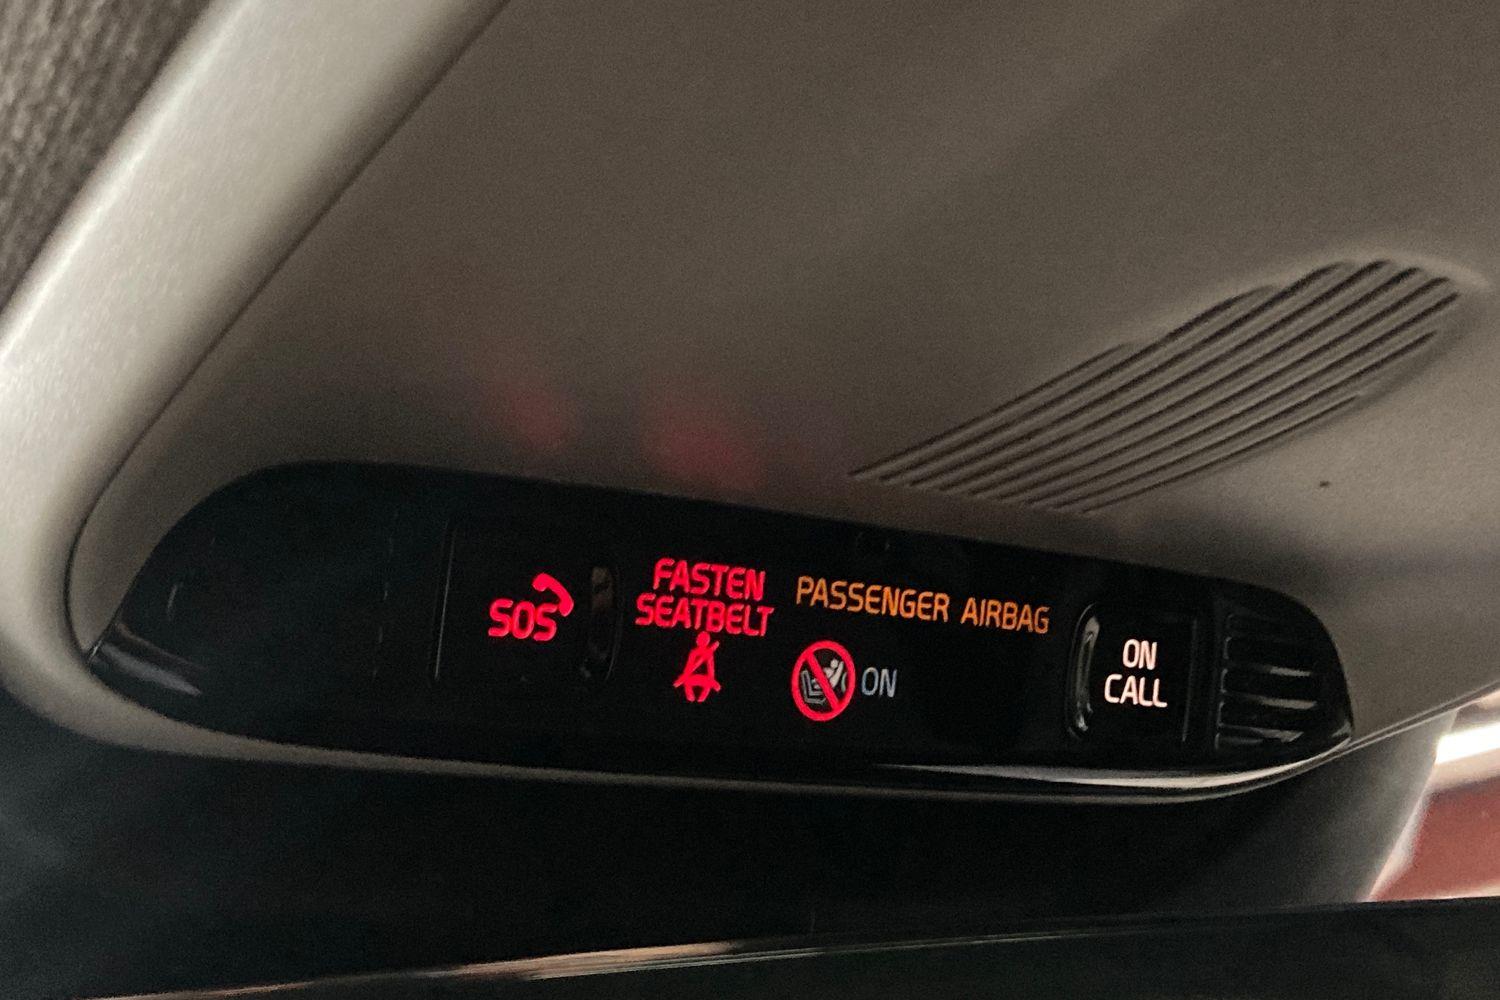 SOS
FASTEN
SEATBELT
PASSENGER AIRBAG
ON
ON
CALL